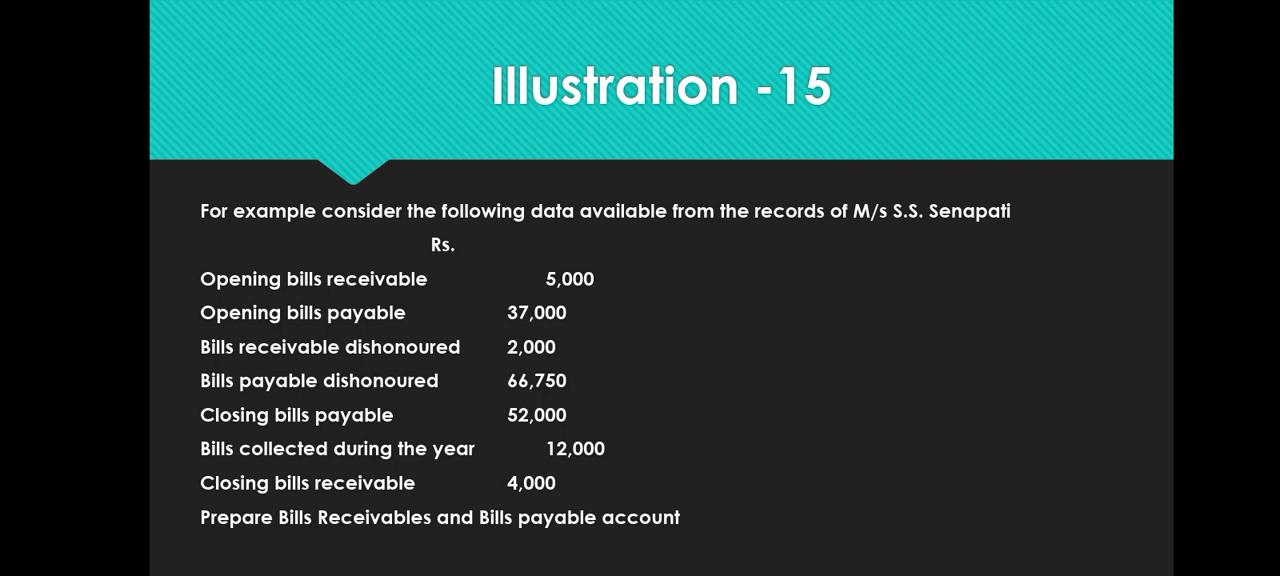 Illustration -15
For example consider the following data available from the records of M/s S.S. Senapati
Rs.
Opening bills receivable 5,000
Opening bills payable 37,000
Bills receivable dishonoured 2,000
Bills payable dishonoured 66,750
Closing bills payable 52,000
Bills collected during the year 12,000
Closing bills receivable 4,000
Prepare Bills Receivables and Bills payable account